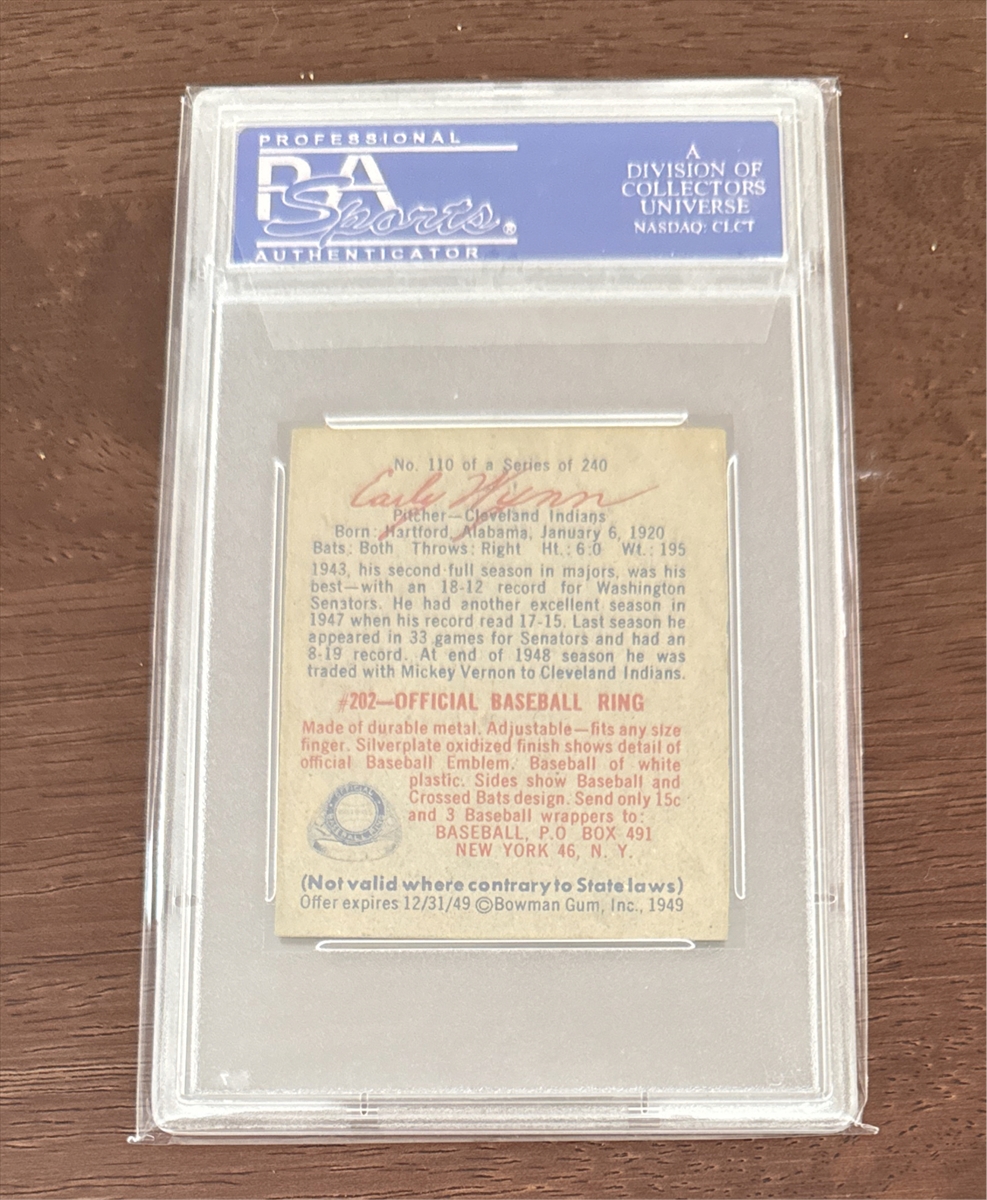 PROFESSIONAL
PSA
Sports®
AUTHENTICATOR
A
DIVISION OF
COLLECTORS
UNIVERSE
NASDAQ: CLCT
No. 110 of a Series of 240
Early Wynn
Pitcher—Cleveland Indians
Born: Hartford, Alabama, January 6, 1920
Bats: Both Throws: Right Ht.: 6:0 Wt.: 195
1943, his second full season in majors, was his
best—with an 18-12 record for Washington
Senators. He had another excellent season in
1947 when his record read 17-15. Last season he
appeared in 33 games for Senators and had an
8-19 record. At end of 1948 season he was
traded with Mickey Vernon to Cleveland Indians.
#202—OFFICIAL BASEBALL RING
Made of durable metal. Adjustable—fits any size
finger. Silverplate oxidized finish shows detail of
official Baseball Emblem. Baseball of white
plastic. Sides show Baseball and
Crossed Bats design. Send only 15c
and 3 Baseball wrappers to:
BASEBALL, P.O BOX 491
NEW YORK 46, N. Y.
OFFICIAL
BASEBALL RING
(Not valid where contrary to State laws)
Offer expires 12/31/49 ©Bowman Gum, Inc., 1949